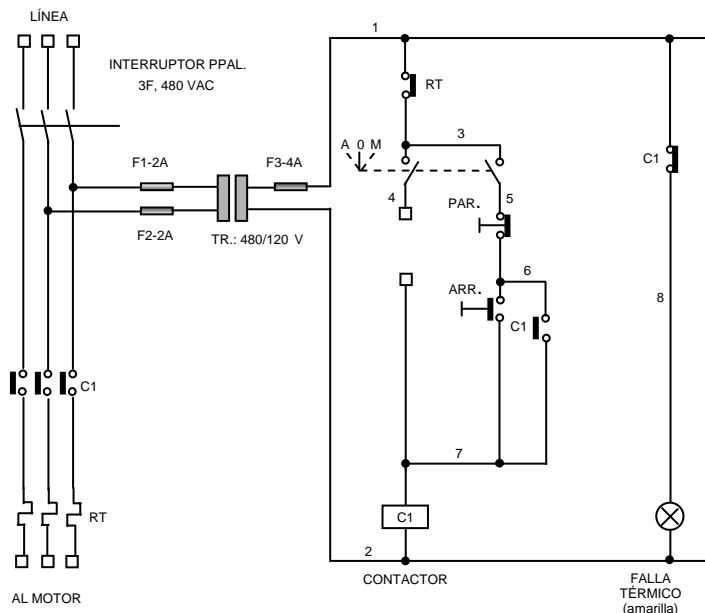 LÍNEA
INTERRUPTOR PPAL.
3F, 480 VAC
1
RT
A 0 M
3
F1-2A
F3-4A
C1
4
5
PAR.
F2-2A
TR.: 480/120 V
6
ARR.
8
C1
C1
7
RT
C1
2
AL MOTOR
CONTACTOR
FALLA
TÉRMICO
(amarilla)